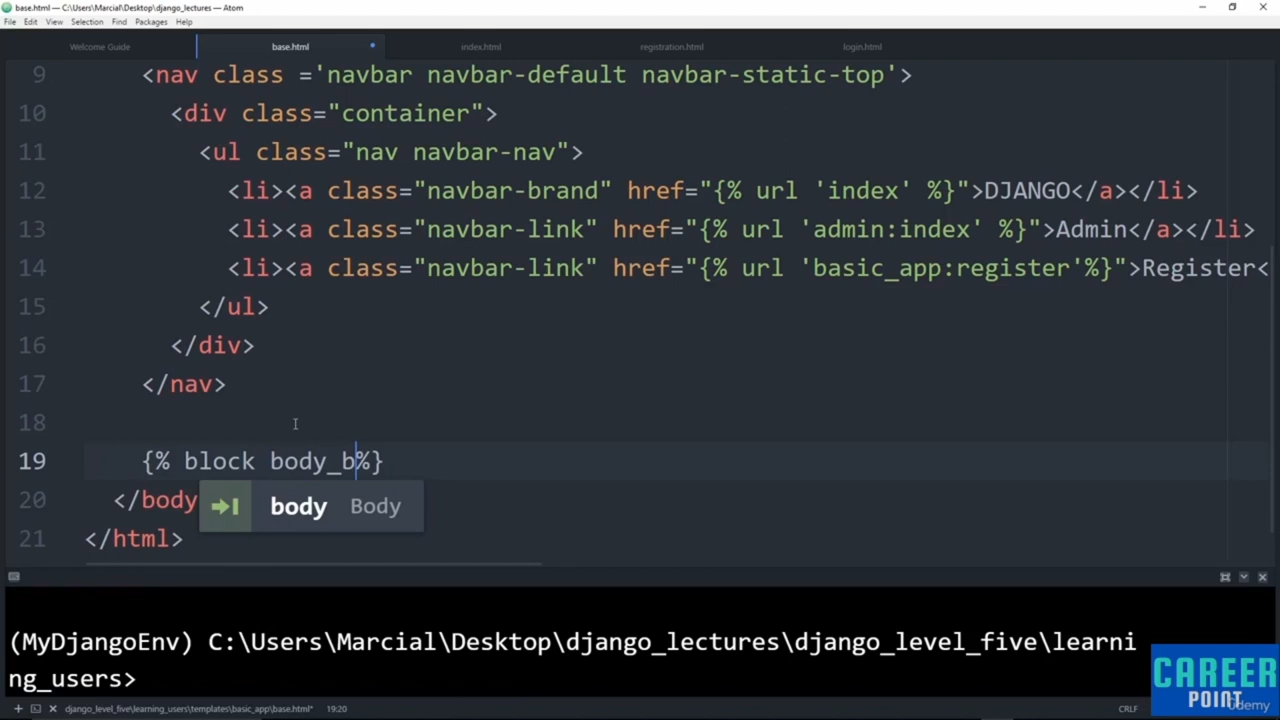 base.html — C:\Users\Marcial\Desktop\django_lectures — Atom
File Edit View Selection Find Packages Help
Welcome Guide base.html index.html registration.html login.html
9 <nav class ='navbar navbar-default navbar-static-top'>
10 <div class="container">
11 <ul class="nav navbar-nav">
12 <li><a class="navbar-brand" href="{% url 'index' %}">DJANGO</a></li>
13 <li><a class="navbar-link" href="{% url 'admin:index' %}">Admin</a></li>
14 <li><a class="navbar-link" href="{% url 'basic_app:register'%}">Register<
15 </ul>
16 </div>
17 </nav>
18
19 {% block body_b%}
20 </body
body Body
21 </html>
(MyDjangoEnv) C:\Users\Marcial\Desktop\django_lectures\django_level_five\learni
ng_users>
CAREER
POINT
Udemy
django_level_five\learning_users\templates\basic_app\base.html* 19:20 CRLF